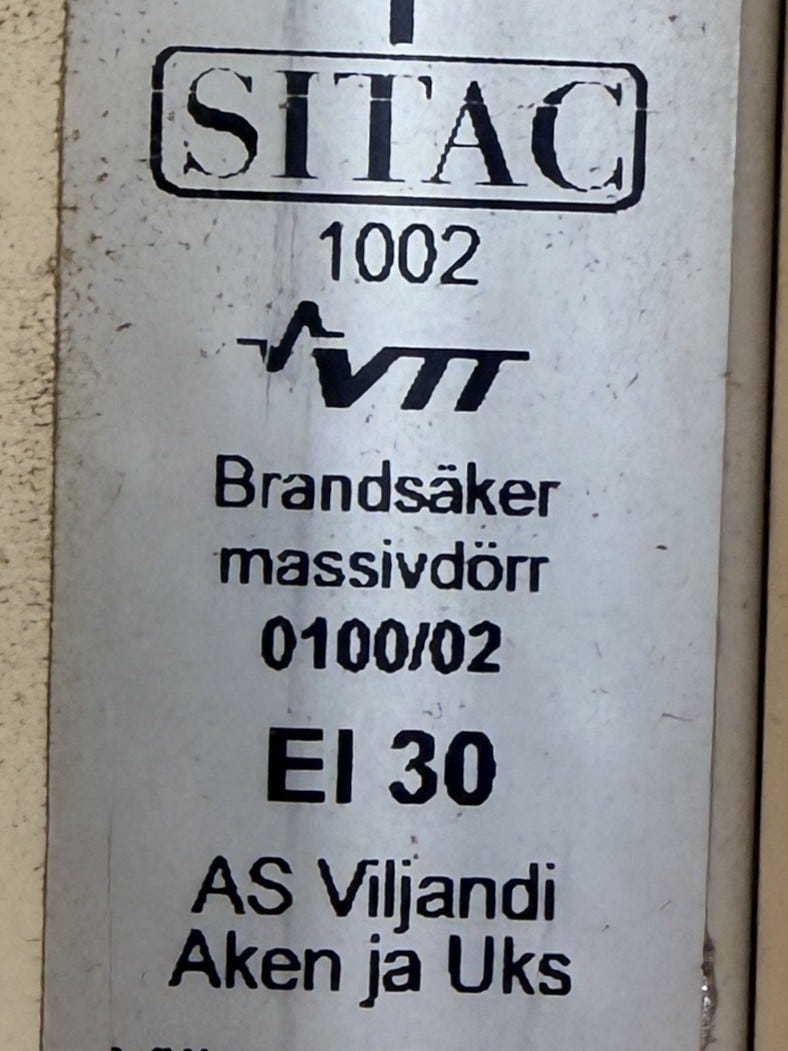 SITAC
1002
VTT
Brandsäker
massivdörr
0100/02
EI 30
AS Viljandi
Aken ja Uks